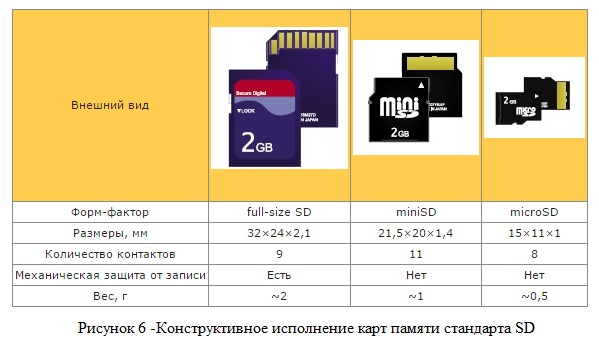 Внешний вид
Secure Digital
LOCK
2GB
IN JAPAN
mini
SD
2GB
IN JAPAN
2GB
Форм-фактор full-size SD miniSD microSD
Размеры, мм 32×24×2,1 21,5×20×1,4 15×11×1
Количество контактов 9 11 8
Механическая защита от записи Есть Нет Нет
Вес, г ~2 ~1 ~0,5
Рисунок 6 -Конструктивное исполнение карт памяти стандарта SD